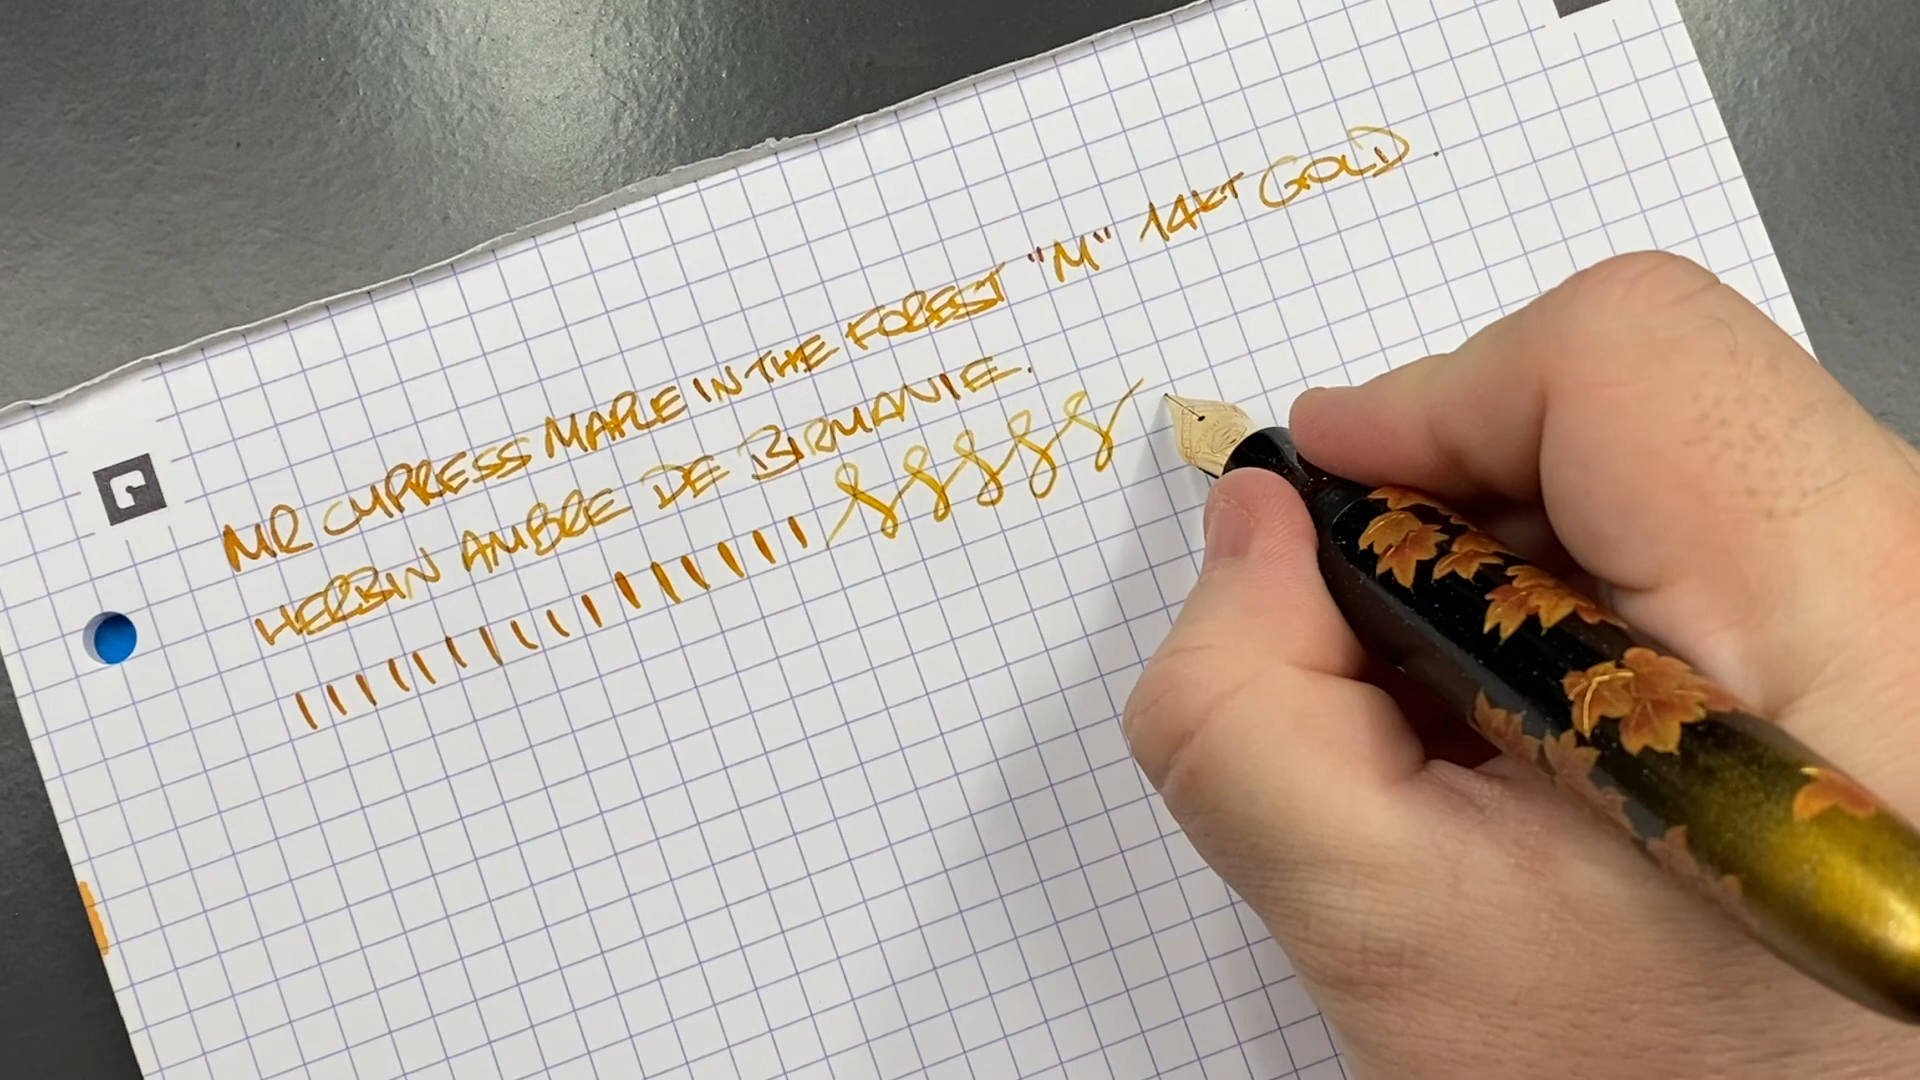 MR CYPRESS MAPLE IN THE FOREST "M" 14KT GOLD.
HERBIN AMBRE DE BIRMANIE.